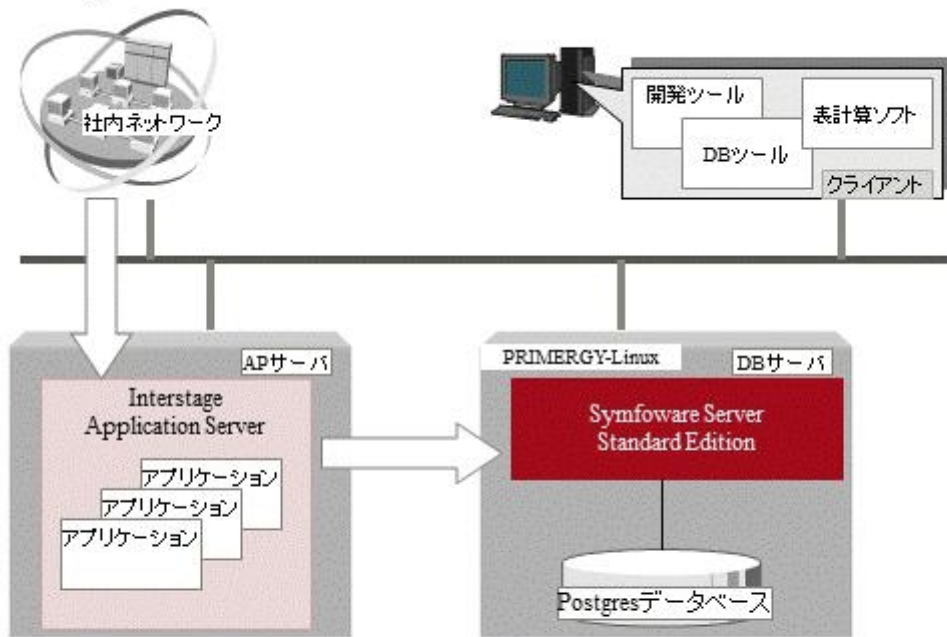 社内ネットワーク
開発ツール
表計算ソフト
DBツール
クライアント
APサーバ
Interstage
Application Server
アプリケーション
アプリケーション
アプリケーション
PRIMERGY-Linux
DBサーバ
Symfoware Server
Standard Edition
Postgresデータベース